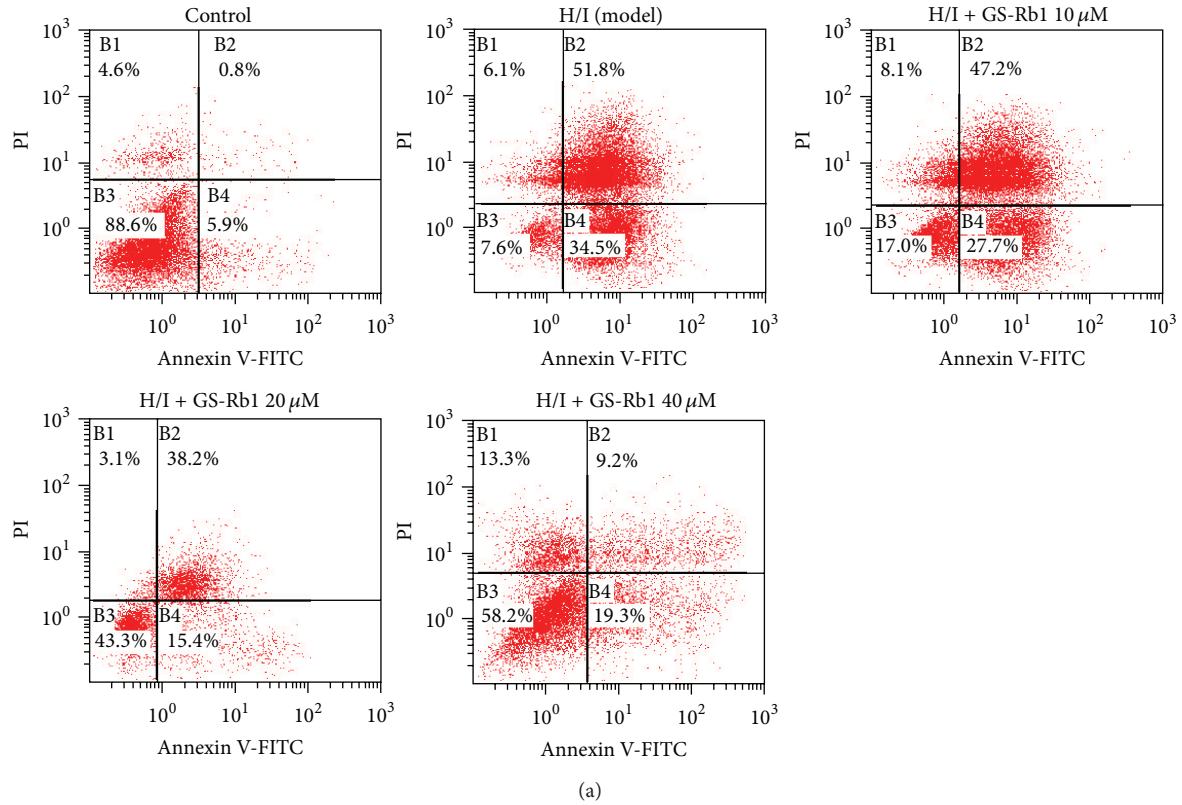 Control
10³
10²
10¹
10⁰
PI
B1
4.6%
B2
0.8%
B3
88.6%
B4
5.9%
10⁰ 10¹ 10² 10³
Annexin V-FITC
H/I (model)
10³
10²
10¹
10⁰
PI
B1
6.1%
B2
51.8%
B3
7.6%
B4
34.5%
10⁰ 10¹ 10² 10³
Annexin V-FITC
H/I + GS-Rb1 10 μM
10³
10²
10¹
10⁰
PI
B1
8.1%
B2
47.2%
B3
17.0%
B4
27.7%
10⁰ 10¹ 10² 10³
Annexin V-FITC
H/I + GS-Rb1 20 μM
10³
10²
10¹
10⁰
PI
B1
3.1%
B2
38.2%
B3
43.3%
B4
15.4%
10⁰ 10¹ 10² 10³
Annexin V-FITC
H/I + GS-Rb1 40 μM
10³
10²
10¹
10⁰
PI
B1
13.3%
B2
9.2%
B3
58.2%
B4
19.3%
10⁰ 10¹ 10² 10³
Annexin V-FITC
(a)